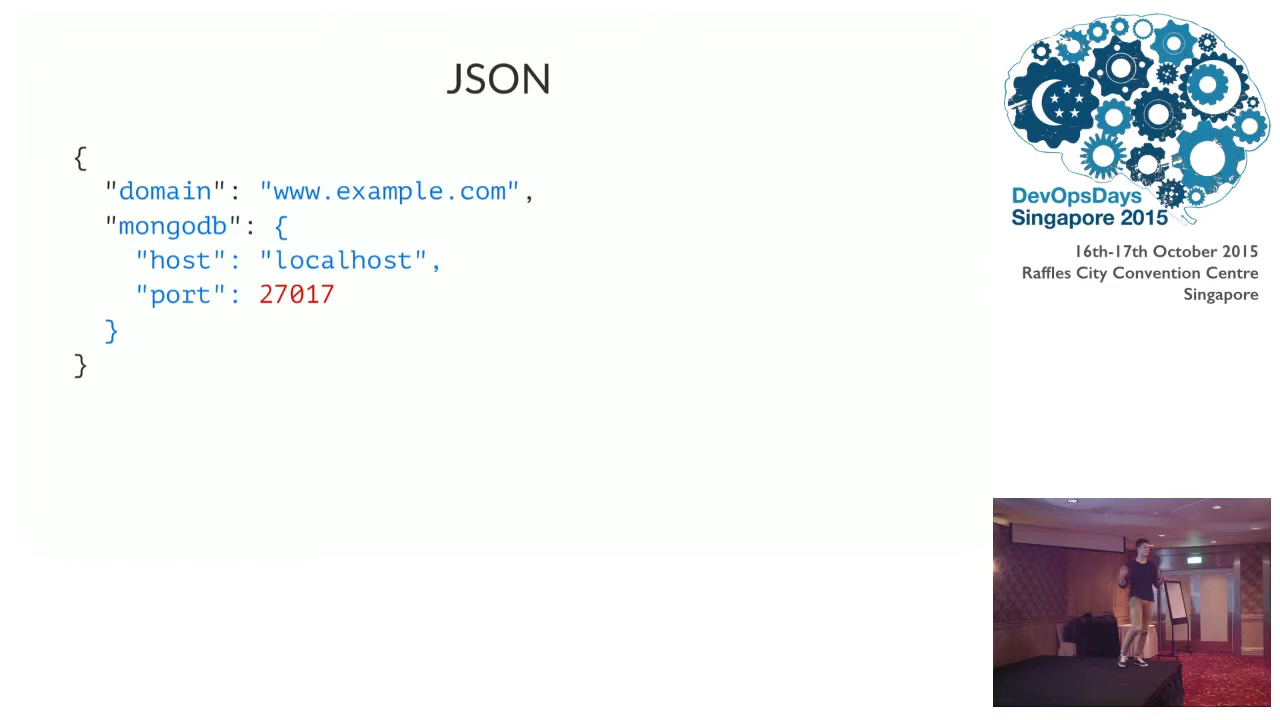 JSON
{
  "domain": "www.example.com",
  "mongodb": {
    "host": "localhost",
    "port": 27017
  }
}
DevOpsDays
Singapore 2015
16th-17th October 2015
Raffles City Convention Centre
Singapore